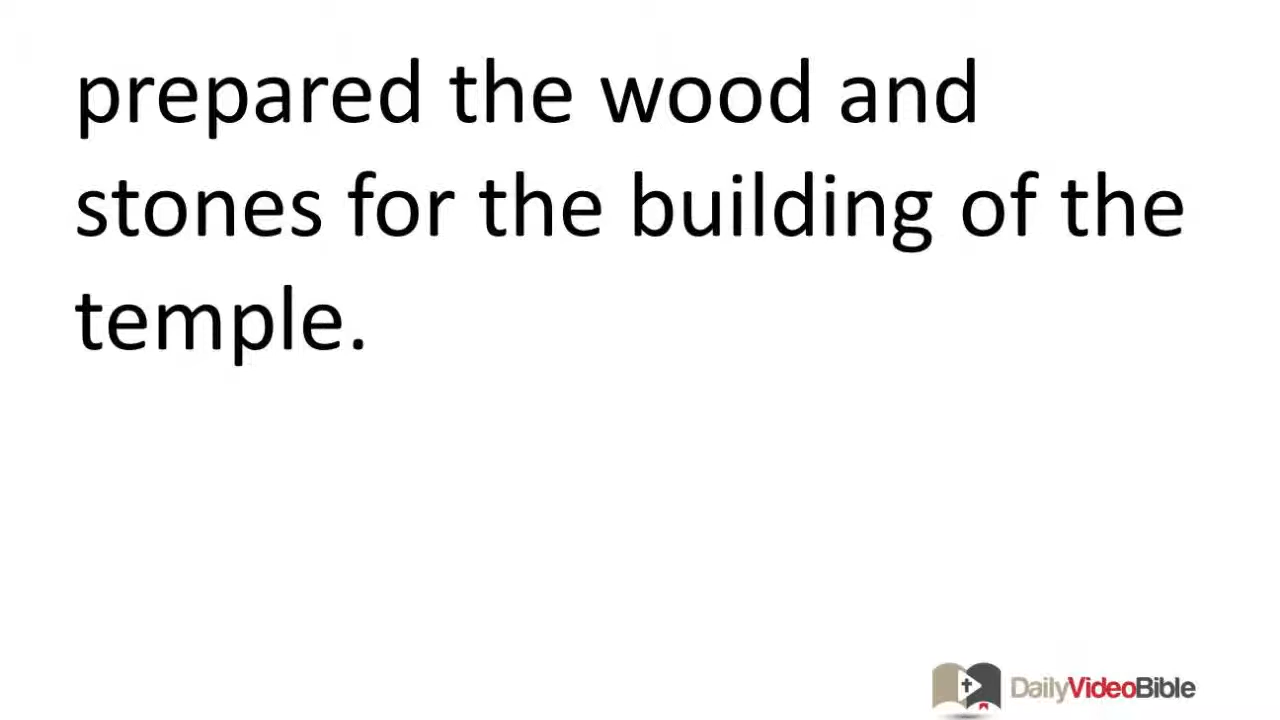 prepared the wood and
stones for the building of the
temple.
DailyVideoBible